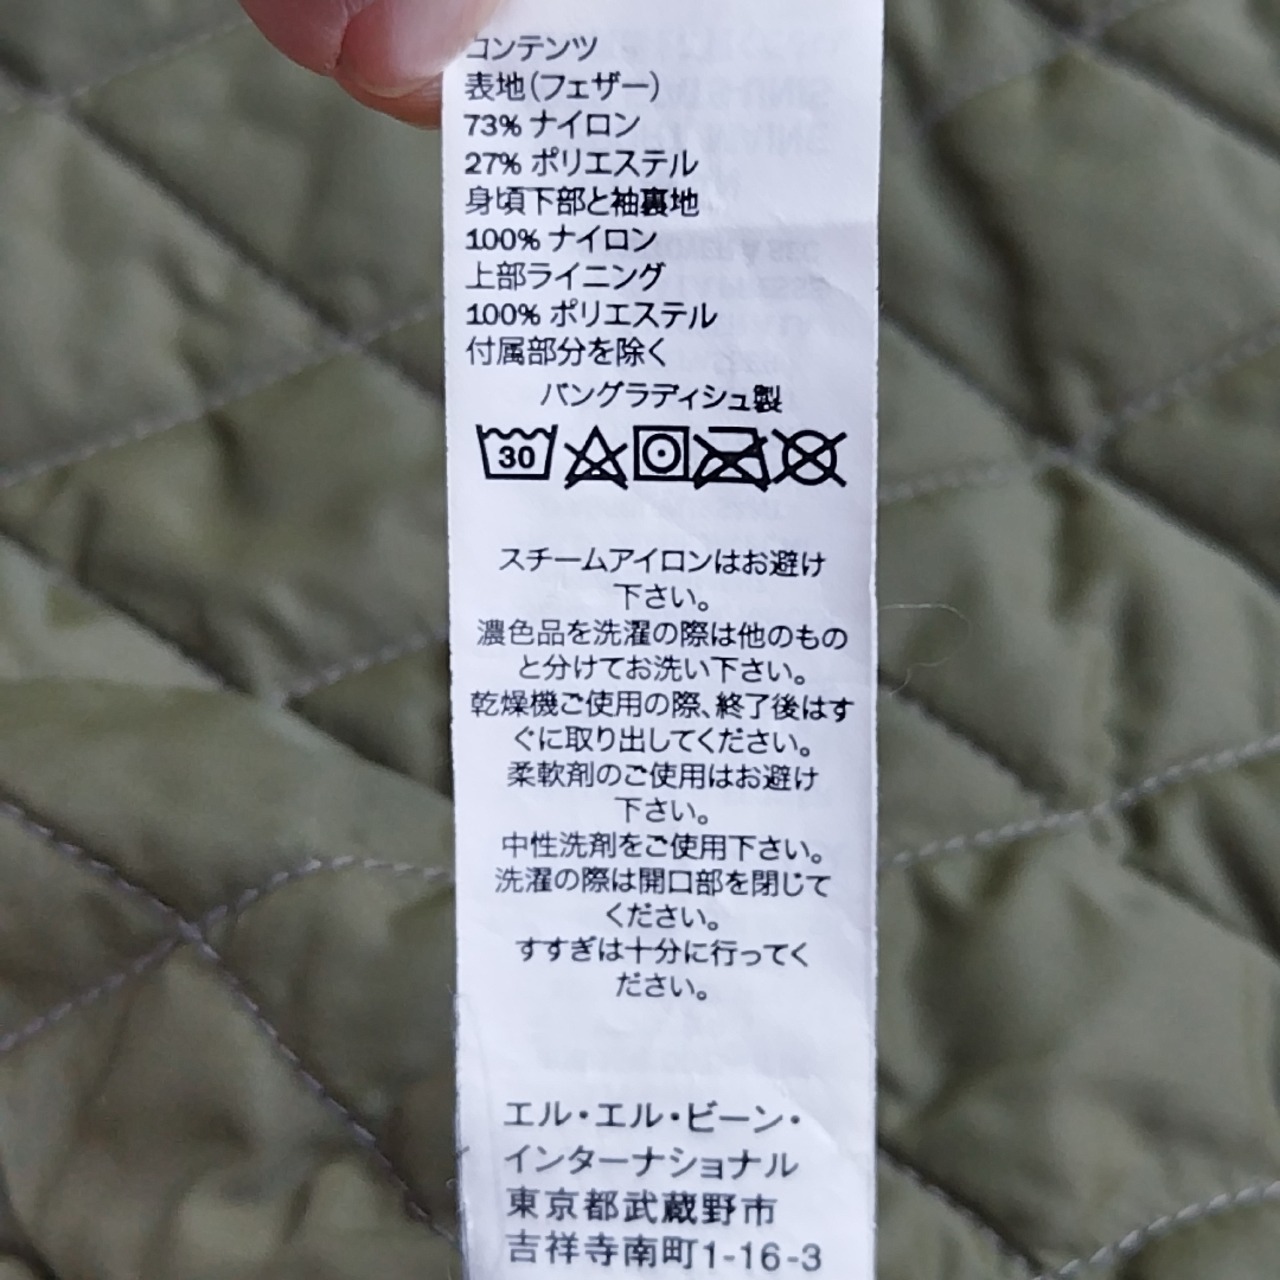 コンテンツ
表地(フェザー)
73% ナイロン
27% ポリエステル
身頃下部と袖裏地
100% ナイロン
上部ライニング
100% ポリエステル
付属部分を除く
バングラディシュ製
30
スチームアイロンはお避け
下さい。
濃色品を洗濯の際は他のもの
と分けてお洗い下さい。
乾燥機ご使用の際、終了後はす
ぐに取り出してください。
柔軟剤のご使用はお避け
下さい。
中性洗剤をご使用下さい。
洗濯の際は開口部を閉じて
ください。
すすぎは十分に行ってく
ださい。
エル・エル・ビーン・
インターナショナル
東京都武蔵野市
吉祥寺南町1-16-3